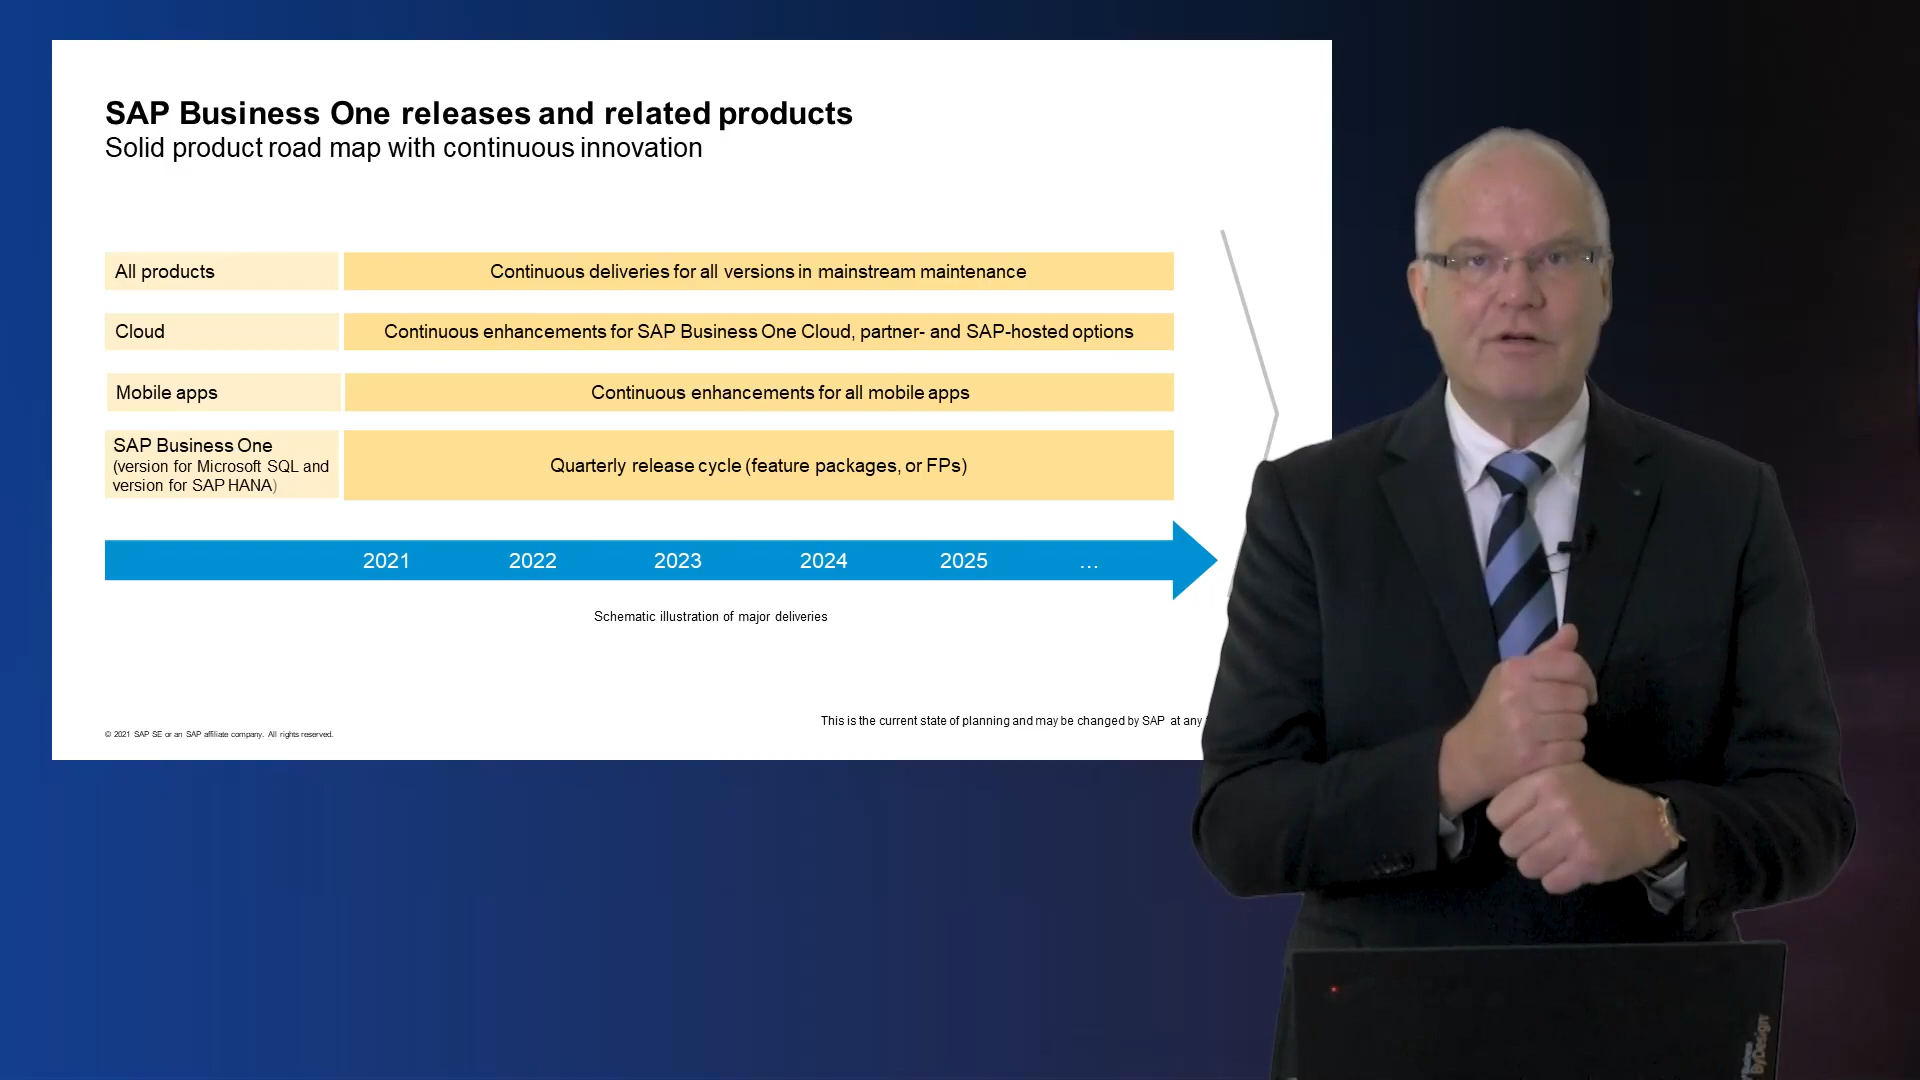 SAP Business One releases and related products
Solid product road map with continuous innovation
All products
Continuous deliveries for all versions in mainstream maintenance
Cloud
Continuous enhancements for SAP Business One Cloud, partner- and SAP-hosted options
Mobile apps
Continuous enhancements for all mobile apps
SAP Business One
(version for Microsoft SQL and
version for SAP HANA)
Quarterly release cycle (feature packages, or FPs)
2021 2022 2023 2024 2025 ...
Schematic illustration of major deliveries
This is the current state of planning and may be changed by SAP at any
© 2021 SAP SE or an SAP affiliate company. All rights reserved.
Business
ByDesign